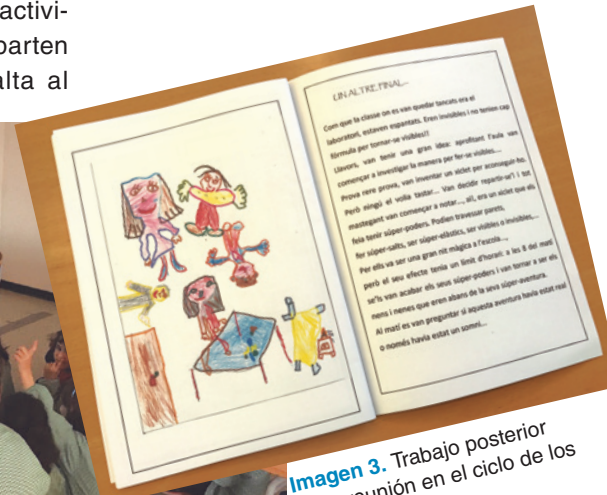 activi-
parten
alta al
UN ALTRE FINAL...
Com que la classe on es van quedar tancats era el
laboratori, estaven espantats. Eren invisibles i no tenien cap
fórmula per tornar-se visibles!!
Llavors, van tenir una gran idea: aprofitant l'aula van
començar a investigar la manera per fer-se visibles...
Prova rere prova, van inventar un xiclet per aconseguir-ho.
Però ningú el volia tastar... Van decidir repartir-se'l i tot
mastegant van començar a notar..., ai!, era un xiclet que els
feia tenir súper-poders. Podien travessar parets,
fer súper-salts, ser súper-elàstics, ser visibles o invisibles...
Per ells va ser una gran nit màgica a l'escola...,
però el seu efecte tenia un límit d'horari: a les 8 del matí
se'ls van acabar els seus súper-poders i van tornar a ser els
nens i nenes que eren abans de la seva súper-aventura.
Al matí es van preguntar si aquesta aventura havia estat real
o només havia estat un somni...
Imagen 3. Trabajo posterior
reunión en el ciclo de los